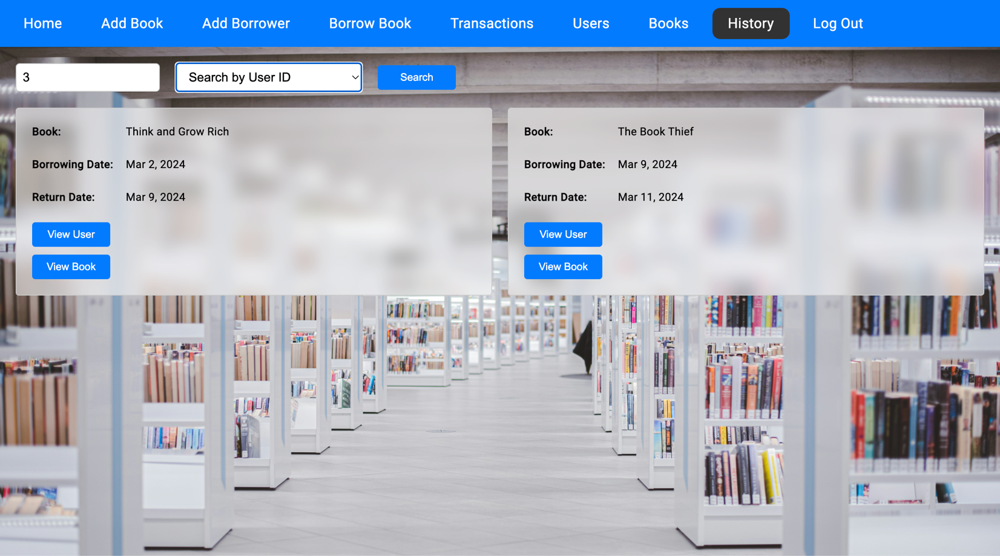 Home Add Book Add Borrower Borrow Book Transactions Users Books History Log Out
3 Search by User ID Search
Book: Think and Grow Rich
Borrowing Date: Mar 2, 2024
Return Date: Mar 9, 2024
View User
View Book
Book: The Book Thief
Borrowing Date: Mar 9, 2024
Return Date: Mar 11, 2024
View User
View Book